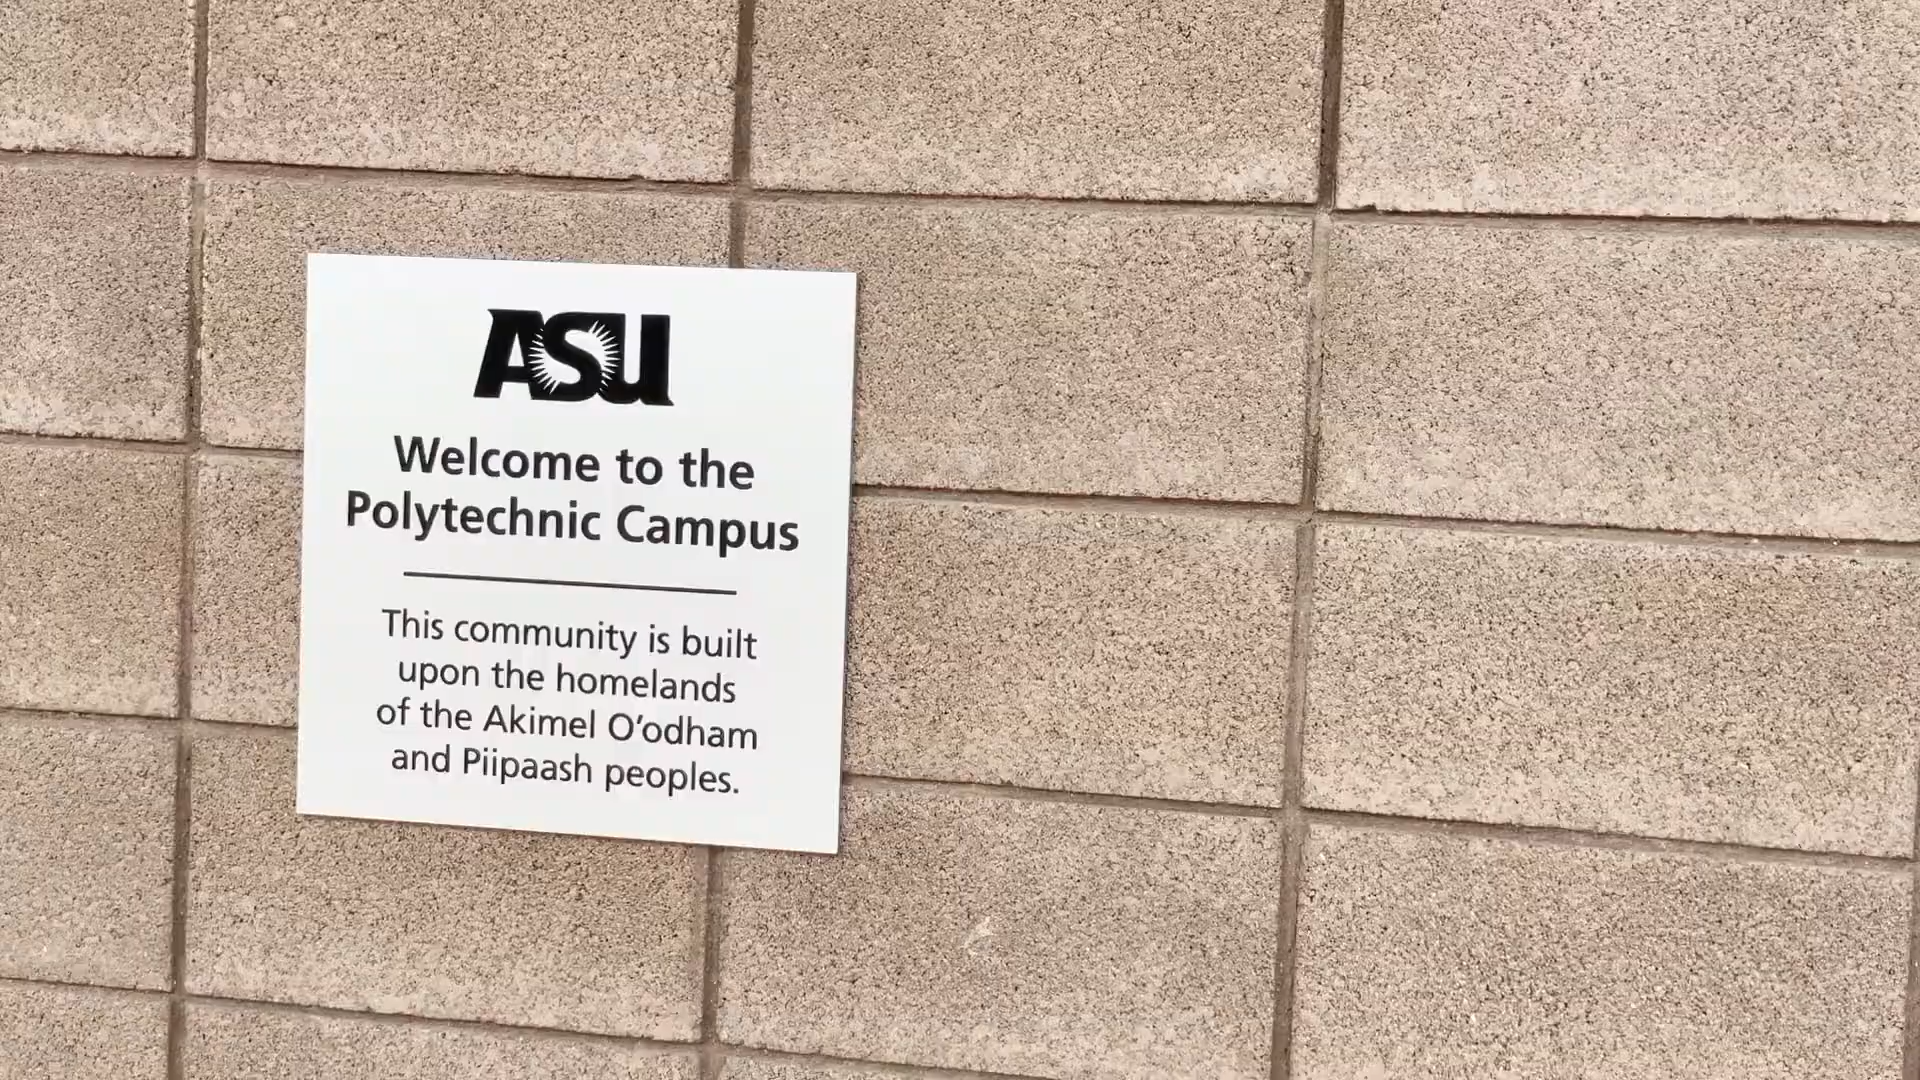 ASU
Welcome to the
Polytechnic Campus
This community is built
upon the homelands
of the Akimel O’odham
and Piipaash peoples.